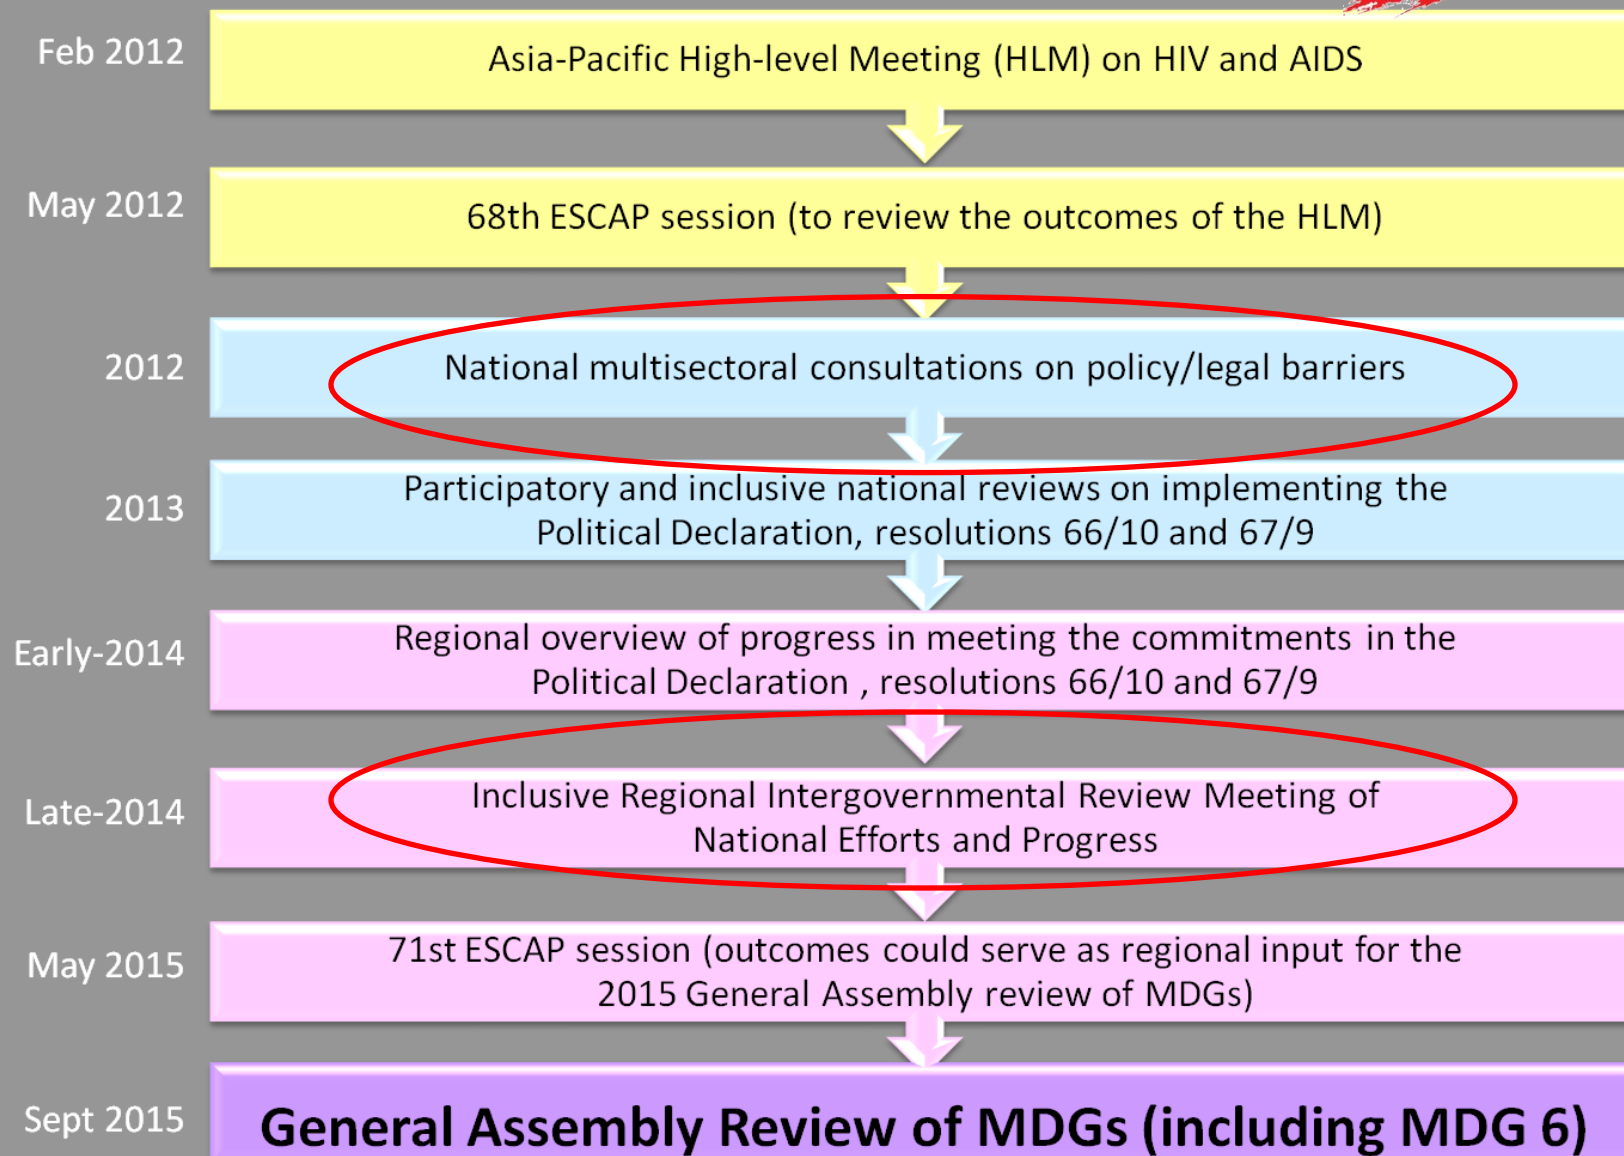 Feb 2012
Asia-Pacific High-level Meeting (HLM) on HIV and AIDS
May 2012
68th ESCAP session (to review the outcomes of the HLM)
2012
National multisectoral consultations on policy/legal barriers
2013
Participatory and inclusive national reviews on implementing the
Political Declaration, resolutions 66/10 and 67/9
Early-2014
Regional overview of progress in meeting the commitments in the
Political Declaration , resolutions 66/10 and 67/9
Late-2014
Inclusive Regional Intergovernmental Review Meeting of
National Efforts and Progress
May 2015
71st ESCAP session (outcomes could serve as regional input for the
2015 General Assembly review of MDGs)
Sept 2015
General Assembly Review of MDGs (including MDG 6)